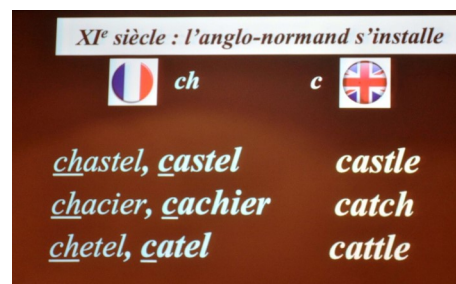 XIe siècle : l'anglo-normand s'installe
ch c
chastel, castel castle
chacier, cachier catch
chetel, catel cattle